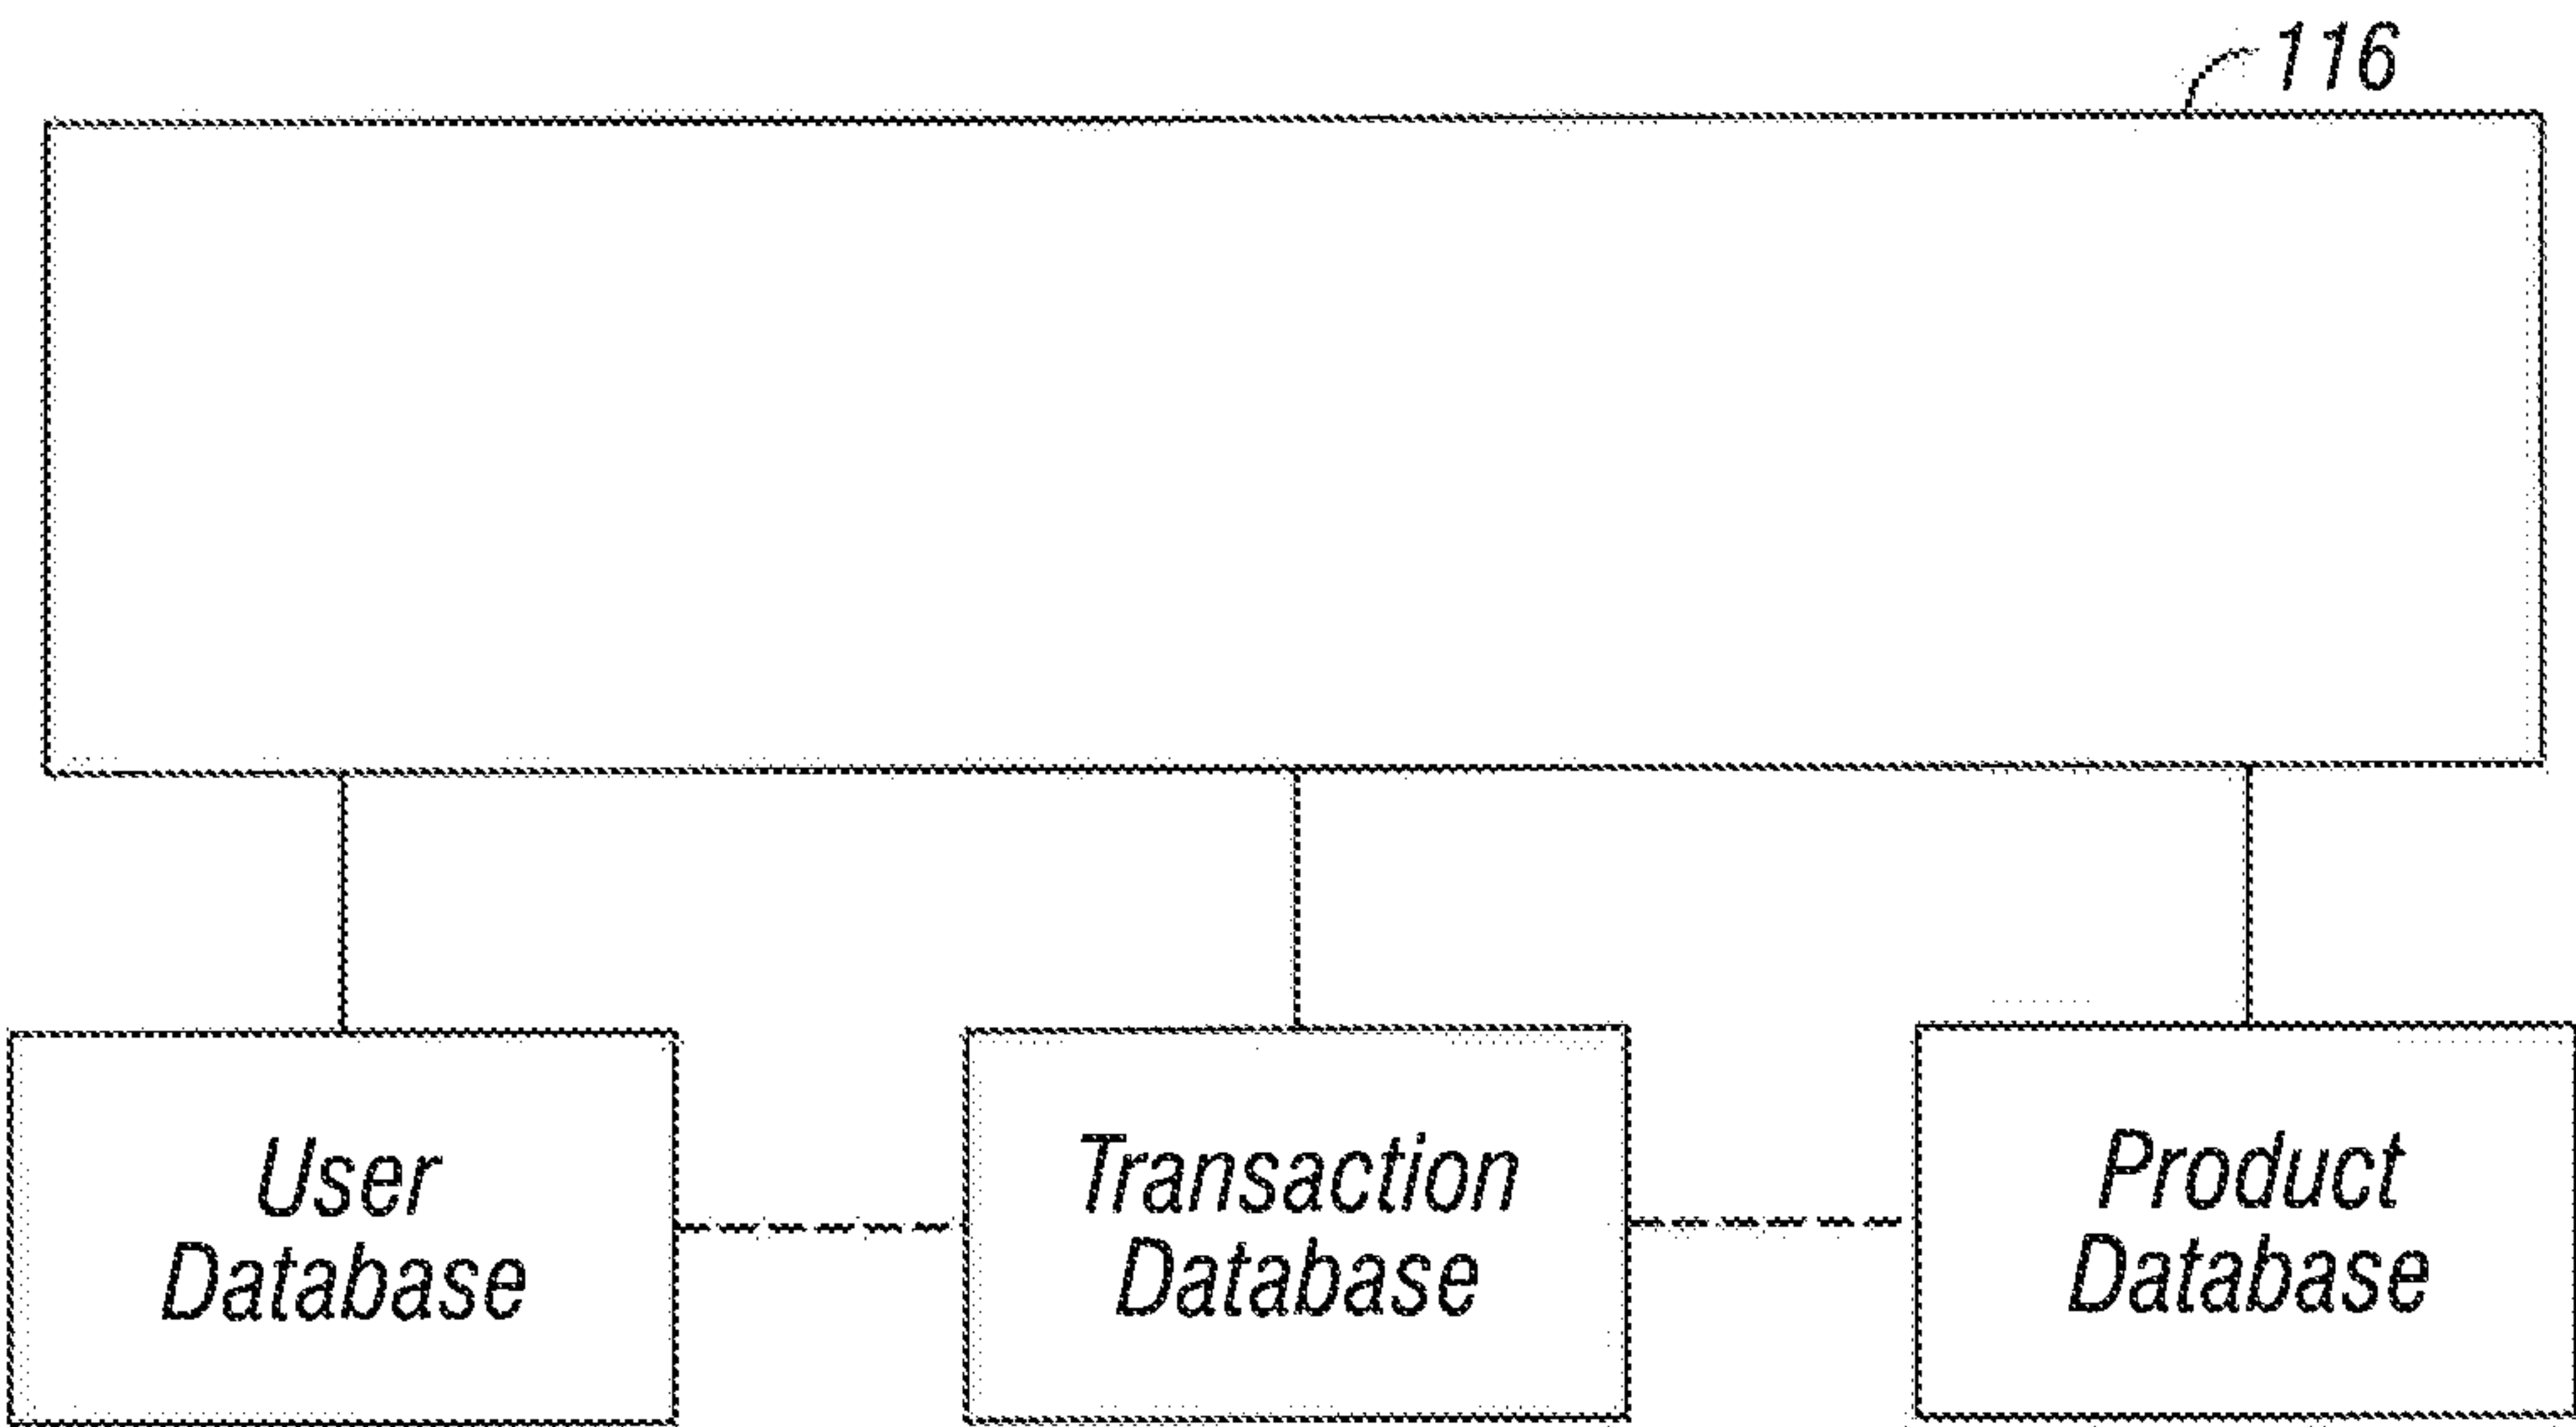 116
User
Database
Transaction
Database
Product
Database